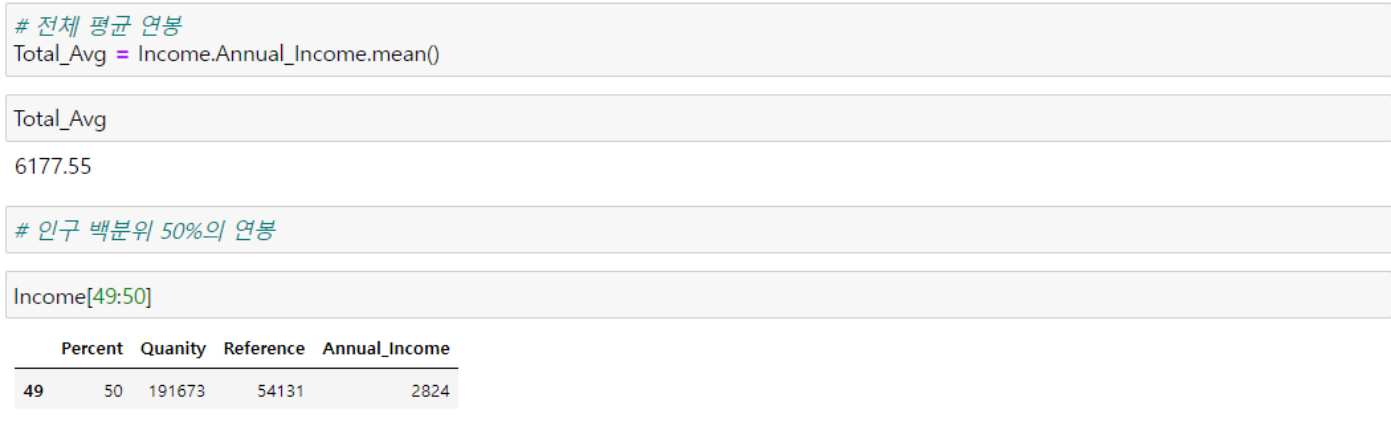 # 전체 평균 연봉
Total_Avg = Income.Annual_Income.mean()
Total_Avg
6177.55
# 인구 백분위 50%의 연봉
Income[49:50]
Percent Quanity Reference Annual_Income
49 50 191673 54131 2824